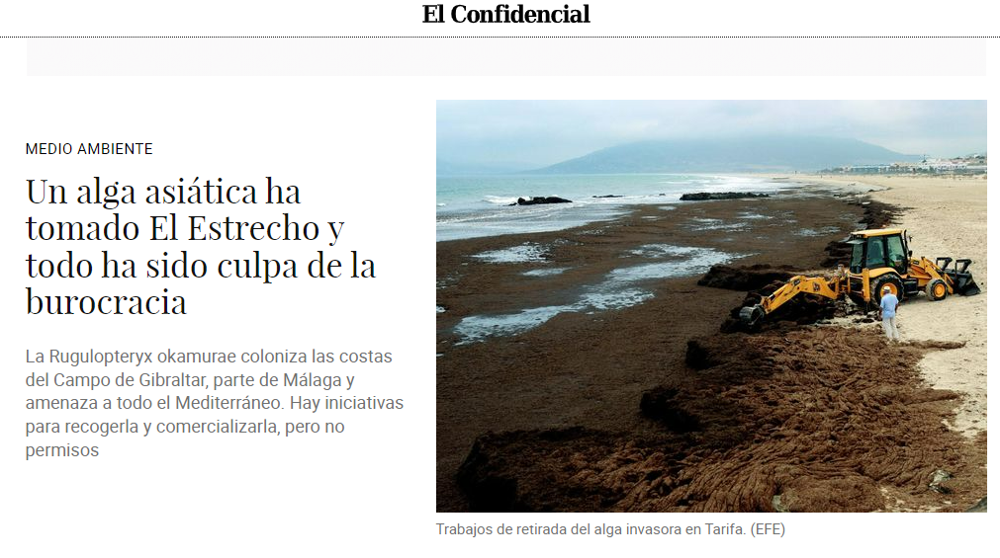 El Confidencial
MEDIO AMBIENTE
Un alga asiática ha
tomado El Estrecho y
todo ha sido culpa de la
burocracia
La Rugulopteryx okamurae coloniza las costas
del Campo de Gibraltar, parte de Málaga y
amenaza a todo el Mediterráneo. Hay iniciativas
para recogerla y comercializarla, pero no
permisos
Trabajos de retirada del alga invasora en Tarifa. (EFE)